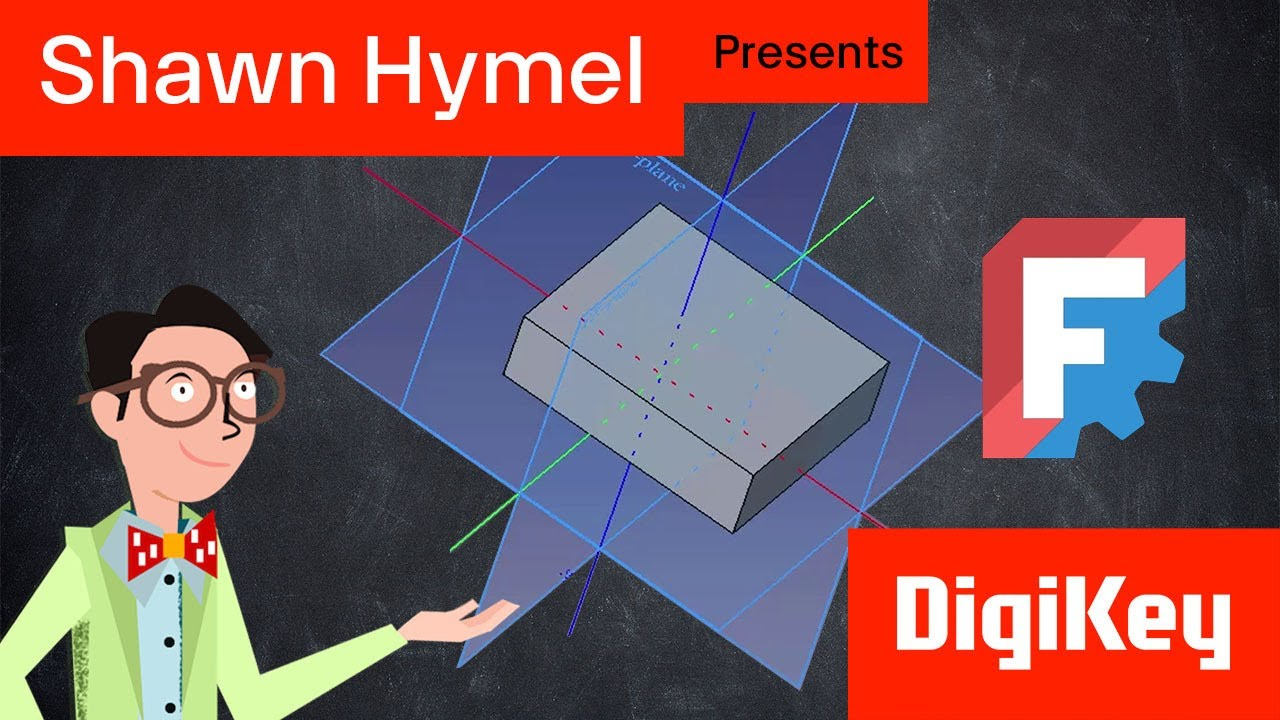 Shawn Hymel
Presents
-plane
F
DigiKey